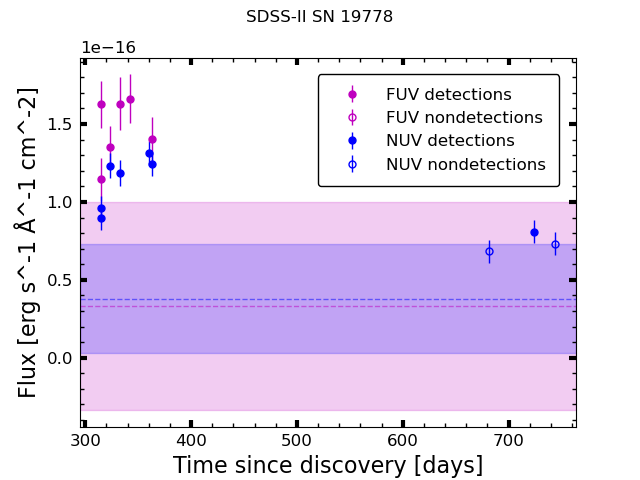 SDSS-II SN 19778
1e−16
Flux [erg s^-1 Å^-1 cm^-2]
1.5
1.0
0.5
0.0
FUV detections
FUV nondetections
NUV detections
NUV nondetections
300 400 500 600 700
Time since discovery [days]